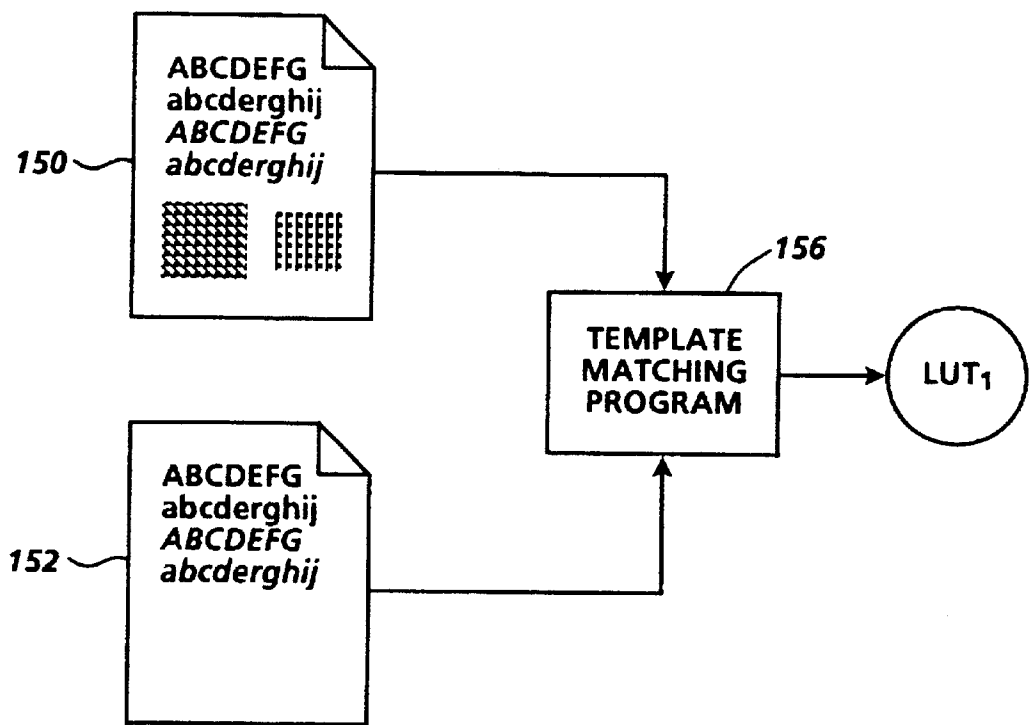 ABCDEFG
abcderghij
ABCDEFG
abcderghij
150
156
TEMPLATE
MATCHING
PROGRAM
LUT₁
ABCDEFG
abcderghij
ABCDEFG
abcderghij
152